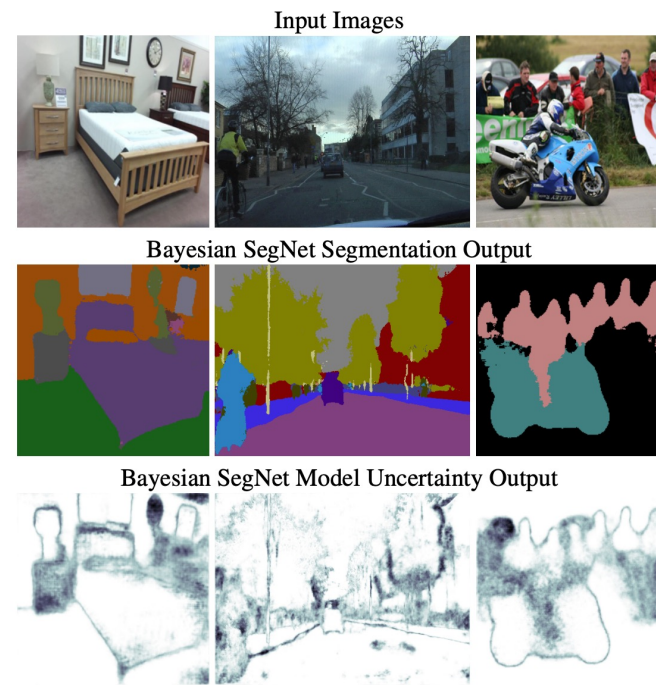 Input Images
Bayesian SegNet Segmentation Output
Bayesian SegNet Model Uncertainty Output